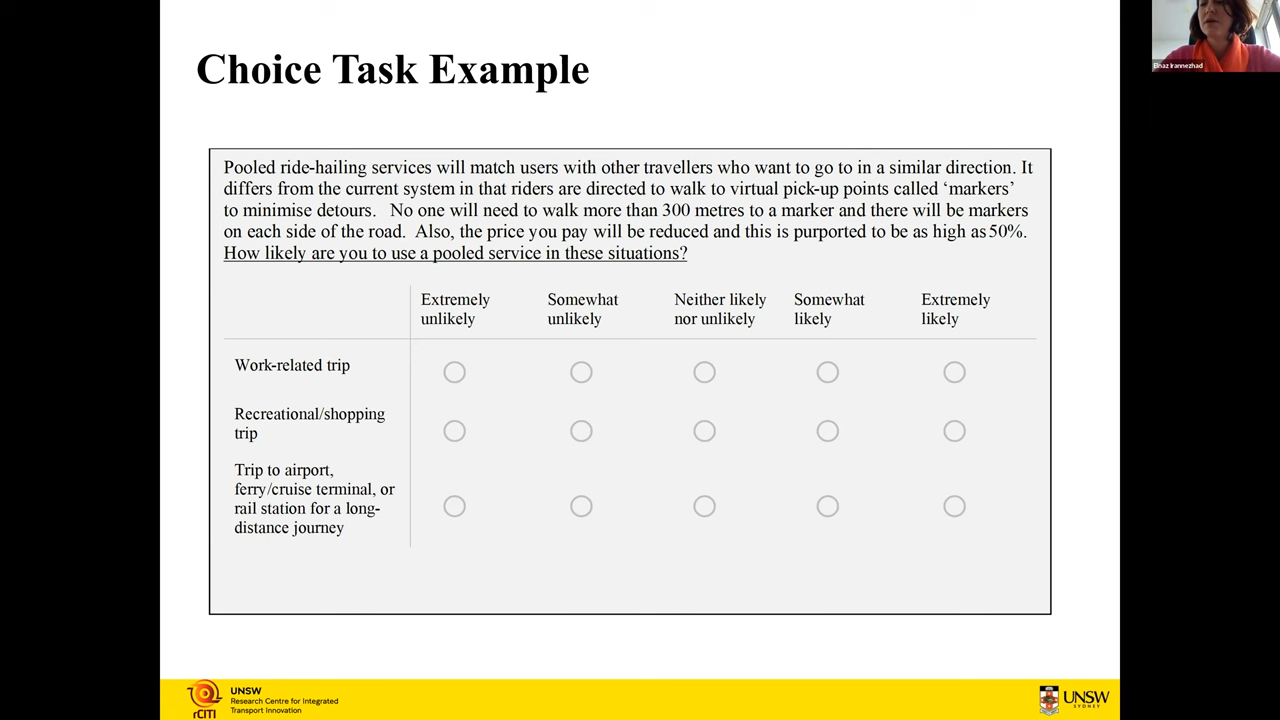 Choice Task Example
Pooled ride-hailing services will match users with other travellers who want to go to in a similar direction. It
differs from the current system in that riders are directed to walk to virtual pick-up points called ‘markers’
to minimise detours. No one will need to walk more than 300 metres to a marker and there will be markers
on each side of the road. Also, the price you pay will be reduced and this is purported to be as high as 50%.
How likely are you to use a pooled service in these situations?
Extremely unlikely
Somewhat unlikely
Neither likely nor unlikely
Somewhat likely
Extremely likely
Work-related trip
Recreational/shopping
trip
Trip to airport,
ferry/cruise terminal, or
rail station for a long-
distance journey
rCITI
UNSW
Research Centre for Integrated
Transport Innovation
UNSW
SYDNEY
Elnaz Irannezhad